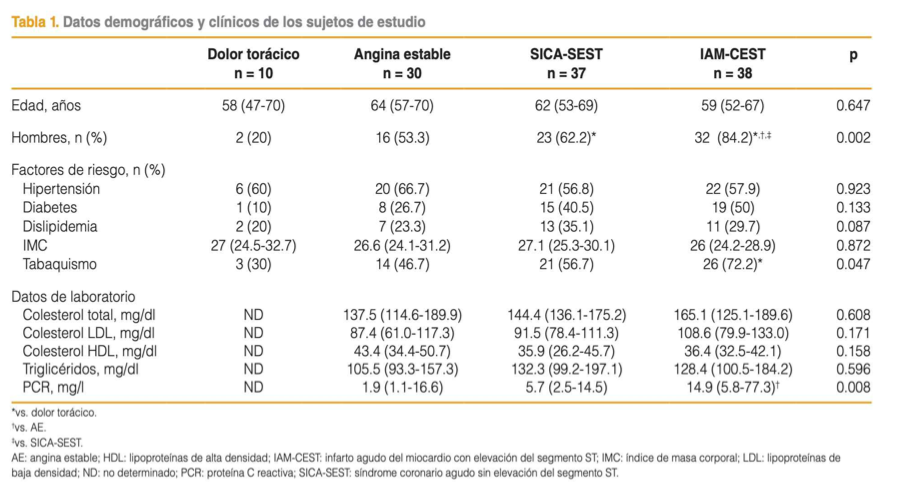 Tabla 1. Datos demográficos y clínicos de los sujetos de estudio
Dolor torácico Angina estable SICA-SEST IAM-CEST p
n = 10 n = 30 n = 37 n = 38
Edad, años 58 (47-70) 64 (57-70) 62 (53-69) 59 (52-67) 0.647
Hombres, n (%) 2 (20) 16 (53.3) 23 (62.2)* 32 (84.2)*,†,‡ 0.002
Factores de riesgo, n (%)
Hipertensión 6 (60) 20 (66.7) 21 (56.8) 22 (57.9) 0.923
Diabetes 1 (10) 8 (26.7) 15 (40.5) 19 (50) 0.133
Dislipidemia 2 (20) 7 (23.3) 13 (35.1) 11 (29.7) 0.087
IMC 27 (24.5-32.7) 26.6 (24.1-31.2) 27.1 (25.3-30.1) 26 (24.2-28.9) 0.872
Tabaquismo 3 (30) 14 (46.7) 21 (56.7) 26 (72.2)* 0.047
Datos de laboratorio
Colesterol total, mg/dl ND 137.5 (114.6-189.9) 144.4 (136.1-175.2) 165.1 (125.1-189.6) 0.608
Colesterol LDL, mg/dl ND 87.4 (61.0-117.3) 91.5 (78.4-111.3) 108.6 (79.9-133.0) 0.171
Colesterol HDL, mg/dl ND 43.4 (34.4-50.7) 35.9 (26.2-45.7) 36.4 (32.5-42.1) 0.158
Triglicéridos, mg/dl ND 105.5 (93.3-157.3) 132.3 (99.2-197.1) 128.4 (100.5-184.2) 0.596
PCR, mg/l ND 1.9 (1.1-16.6) 5.7 (2.5-14.5) 14.9 (5.8-77.3)† 0.008
*vs. dolor torácico.
†vs. AE.
‡vs. SICA-SEST.
AE: angina estable; HDL: lipoproteínas de alta densidad; IAM-CEST: infarto agudo del miocardio con elevación del segmento ST; IMC: índice de masa corporal; LDL: lipoproteínas de
baja densidad; ND: no determinado; PCR: proteína C reactiva; SICA-SEST: síndrome coronario agudo sin elevación del segmento ST.